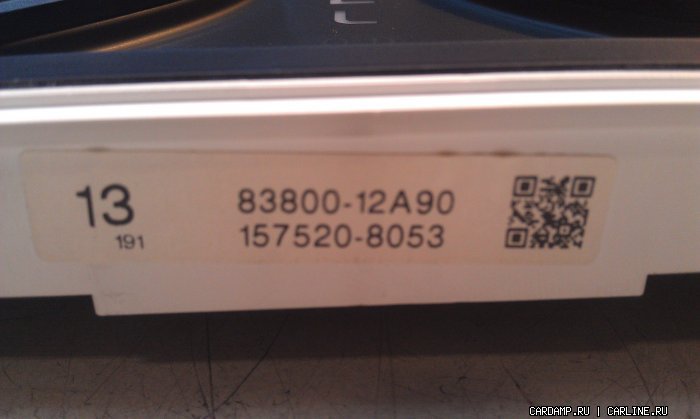 13
191
83800-12A90
157520-8053
CARDAMP.RU | CARLINE.RU